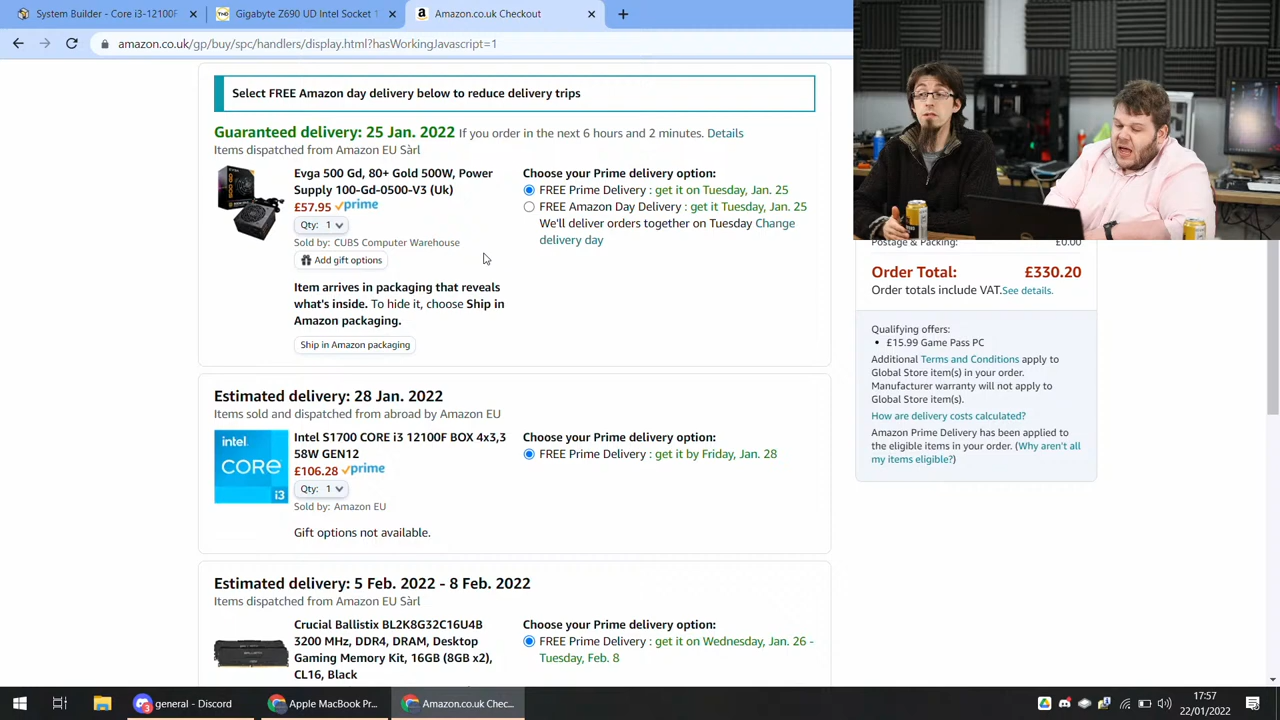 System Builder - Core i3-12100F
Gigabyte Z690 UD Intel Socket 1
Amazon.co.uk Checkout
amazon.co.uk/gp/buy/spc/handlers/display.html?hasWorkingJavascript=1
Select FREE Amazon day delivery below to reduce delivery trips
Guaranteed delivery: 25 Jan. 2022 If you order in the next 6 hours and 2 minutes. Details
Items dispatched from Amazon EU Sàrl
Evga 500 Gd, 80+ Gold 500W, Power
Supply 100-Gd-0500-V3 (Uk)
£57.95 prime
Qty: 1
Sold by: CUBS Computer Warehouse
Add gift options
Item arrives in packaging that reveals
what's inside. To hide it, choose Ship in
Amazon packaging.
Ship in Amazon packaging
Choose your Prime delivery option:
FREE Prime Delivery : get it on Tuesday, Jan. 25
FREE Amazon Day Delivery : get it Tuesday, Jan. 25
We'll deliver orders together on Tuesday Change
delivery day
Estimated delivery: 28 Jan. 2022
Items sold and dispatched from abroad by Amazon EU
intel.
CORE
i3
Intel S1700 CORE i3 12100F BOX 4x3,3
58W GEN12
£106.28 prime
Qty: 1
Sold by: Amazon EU
Gift options not available.
Choose your Prime delivery option:
FREE Prime Delivery : get it by Friday, Jan. 28
Estimated delivery: 5 Feb. 2022 - 8 Feb. 2022
Items dispatched from Amazon EU Sàrl
Crucial Ballistix BL2K8G32C16U4B
3200 MHz, DDR4, DRAM, Desktop
Gaming Memory Kit, 16GB (8GB x2),
CL16, Black
Choose your Prime delivery option:
FREE Prime Delivery : get it on Wednesday, Jan. 26 -
Tuesday, Feb. 8
Postage & Packing: £0.00
Order Total: £330.20
Order totals include VAT. See details.
Qualifying offers:
• £15.99 Game Pass PC
Additional Terms and Conditions apply to
Global Store item(s) in your order.
Manufacturer warranty will not apply to
Global Store item(s).
How are delivery costs calculated?
Amazon Prime Delivery has been applied to
the eligible items in your order. (Why aren't all
my items eligible?)
general - Discord
Apple MacBook Pr...
Amazon.co.uk Chec...
17:57
22/01/2022